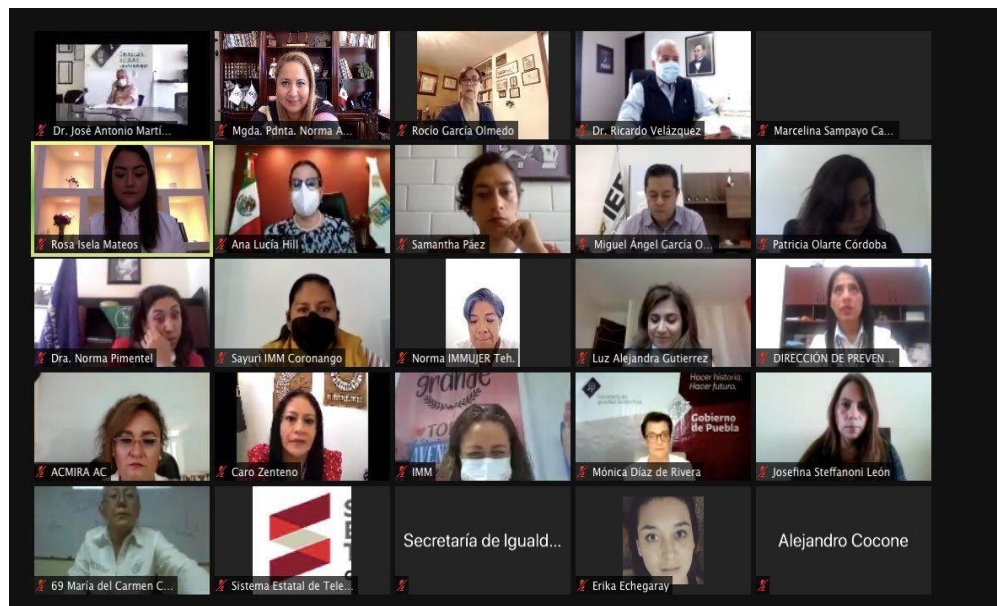 Dr. José Antonio Martí...
Mgda. Pdnta. Norma A...
Rocío García Olmedo
Dr. Ricardo Velázquez
Marcelina Sampayo Ca...
Rosa Isela Mateos
Ana Lucía Hill
Samantha Páez
IEE
Miguel Ángel García O...
Patricia Olarte Córdoba
Dra. Norma Pimentel
Sayuri IMM Coronango
Norma IMMUJER Teh.
Luz Alejandra Gutierrez
DIRECCIÓN DE PREVEN...
ACMIRA AC
Caro Zenteno
grande
IMM
Hacer historia.
Hacer futuro.
Gobierno
de Puebla
Mónica Díaz de Rivera
Josefina Steffanoni León
69 María del Carmen C...
SET
Sistema Estatal de Tele...
Secretaría de Iguald...
Erika Echegaray
Alejandro Cocone